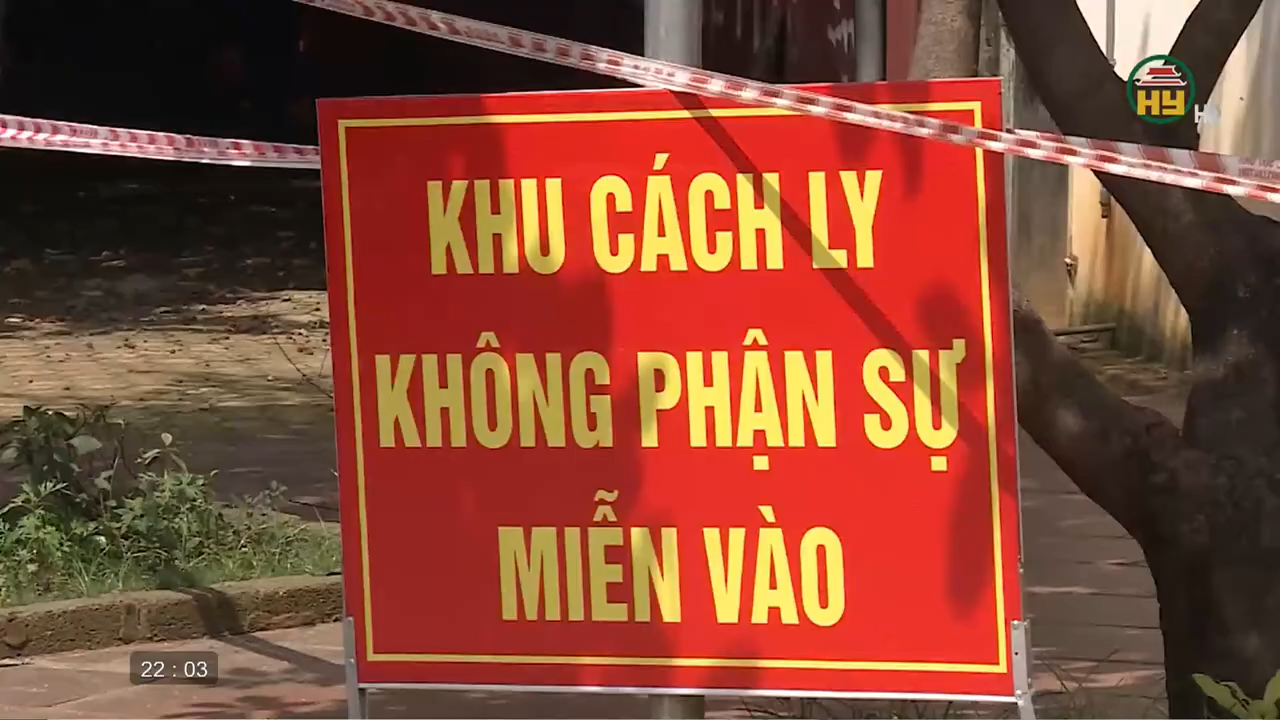 HY
KHU CÁCH LY
KHÔNG PHẬN SỰ
MIỄN VÀO
22 : 03